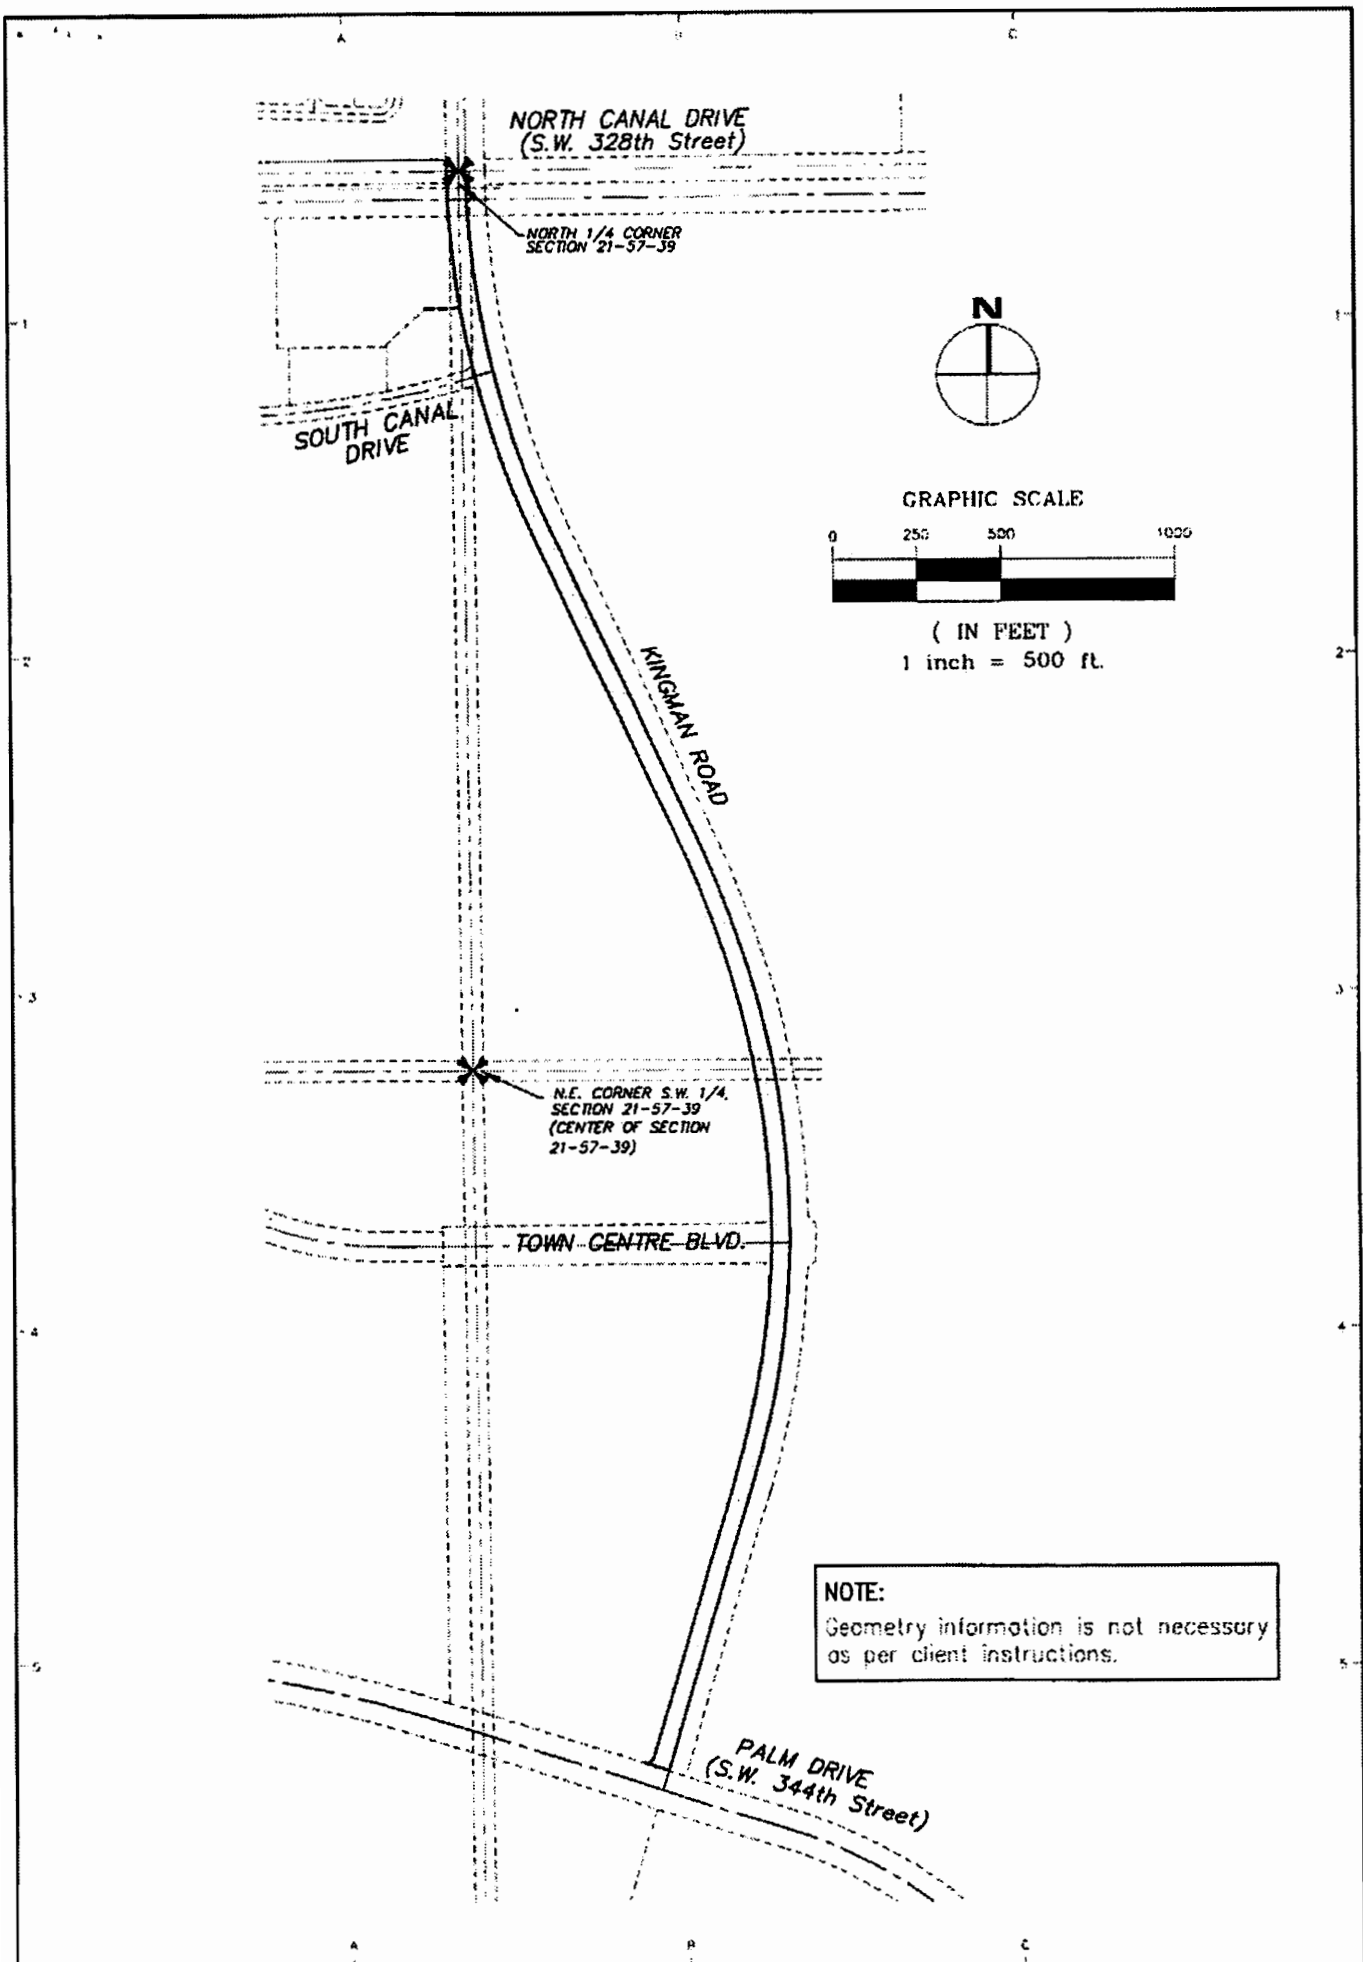 A B C
NORTH CANAL DRIVE
(S.W. 328th Street)
NORTH 1/4 CORNER
SECTION 21-57-39
1 1
N
SOUTH CANAL
DRIVE
GRAPHIC SCALE
0 250 500 1000
( IN FEET )
1 inch = 500 ft.
2 2
KINGMAN ROAD
3 3
N.E. CORNER S.W. 1/4,
SECTION 21-57-39
(CENTER OF SECTION
21-57-39)
TOWN CENTRE BLVD.
4 4
NOTE:
Geometry information is not necessary
as per client instructions.
5 5
PALM DRIVE
(S.W. 344th Street)
A B C